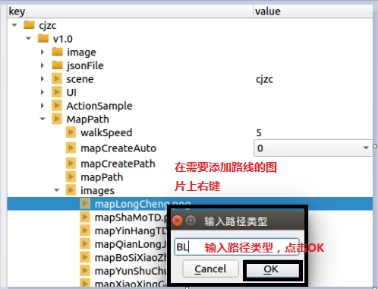 key value
cjzc
v1.0
image
jsonFile
scene cjzc
UI
ActionSample
MapPath
walkSpeed 5
mapCreateAuto 0
mapCreatePath
mapPath
在需要添加路线的图
片上右键
images
mapLongCheng.png
mapShaMoTD.p
mapYinHangTD
mapQianLongJ
mapBoSiXiaoZh
mapYunShuChu
mapXiaoXingG
输入路径类型
BL
输入路径类型，点击OK
Cancel OK